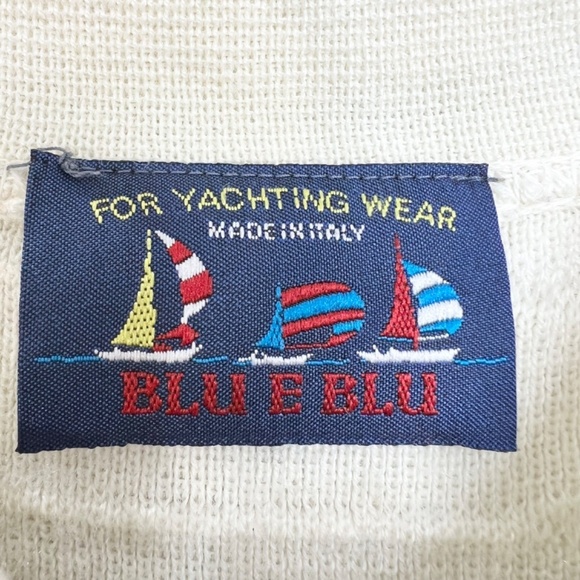 FOR YACHTING WEAR
MADE IN ITALY
BLU E BLU